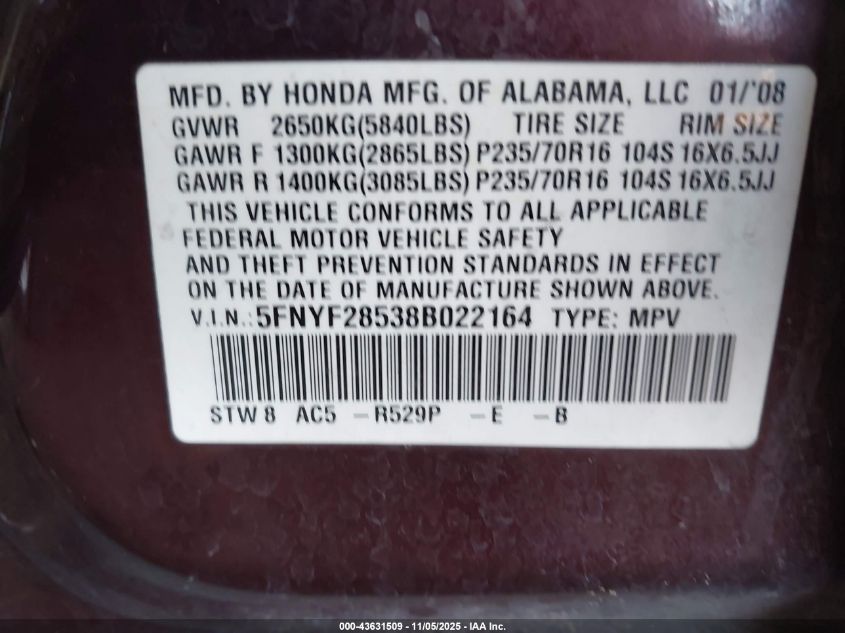 MFD. BY HONDA MFG. OF ALABAMA, LLC 01/'08
GVWR 2650KG(5840LBS) TIRE SIZE RIM SIZE
GAWR F 1300KG(2865LBS) P235/70R16 104S 16X6.5JJ
GAWR R 1400KG(3085LBS) P235/70R16 104S 16X6.5JJ
THIS VEHICLE CONFORMS TO ALL APPLICABLE
FEDERAL MOTOR VEHICLE SAFETY
AND THEFT PREVENTION STANDARDS IN EFFECT
ON THE DATE OF MANUFACTURE SHOWN ABOVE.
V.I.N.: 5FNYF28538B022164 TYPE: MPV
STW8 AC5 - R529P - E - B
000-43631509 - 11/05/2025 - IAA Inc.